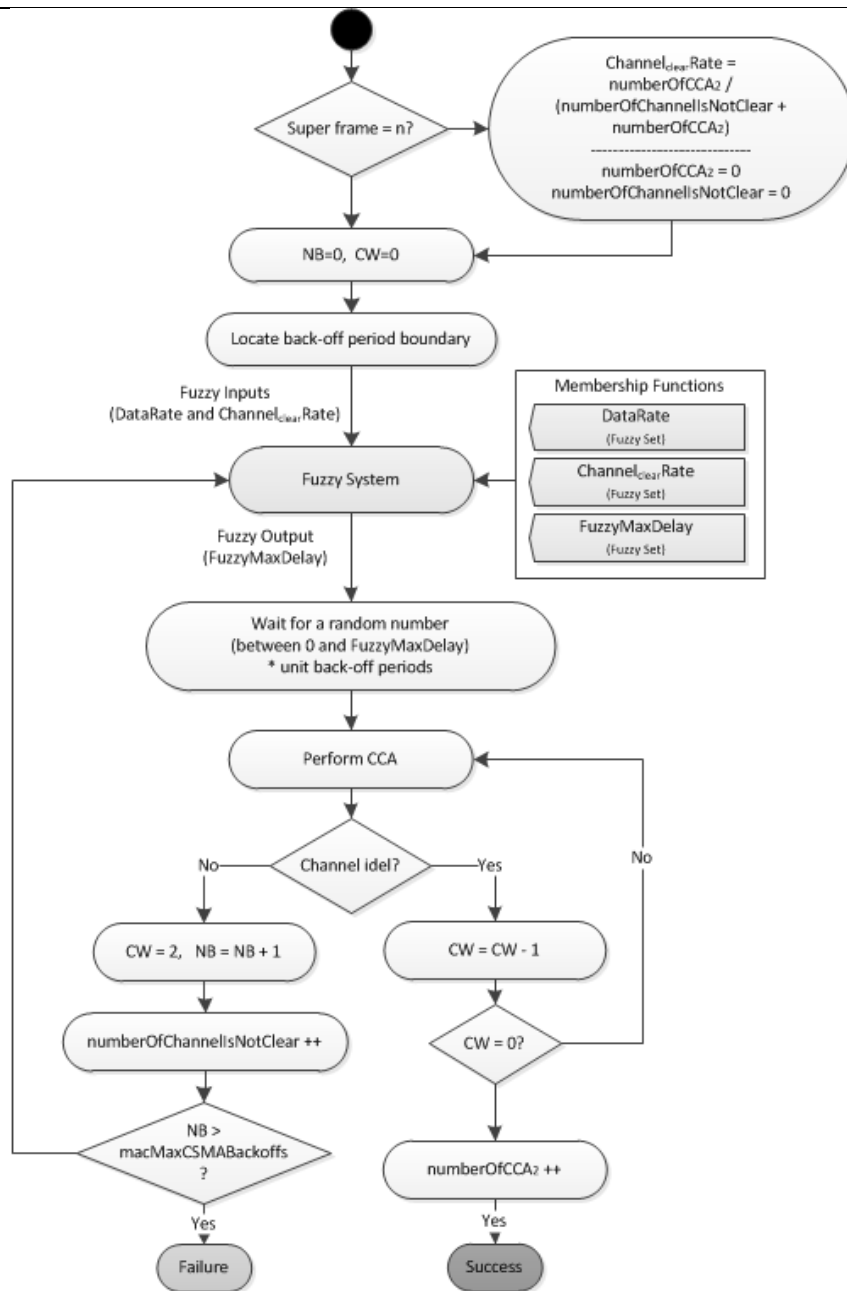 Super frame = n?
Channelclear Rate =
numberOfCCA2 /
(numberOfChannelIsNotClear +
numberOfCCA2)
-------------------------------
numberOfCCA2 = 0
numberOfChannelIsNotClear = 0
NB=0, CW=0
Locate back-off period boundary
Fuzzy Inputs
(DataRate and ChannelclearRate)
Membership Functions
DataRate
(Fuzzy Set)
ChannelclearRate
(Fuzzy Set)
FuzzyMaxDelay
(Fuzzy Set)
Fuzzy System
Fuzzy Output
(FuzzyMaxDelay)
Wait for a random number
(between 0 and FuzzyMaxDelay)
* unit back-off periods
Perform CCA
Channel idel?
No
Yes
No
CW = 2, NB = NB + 1
CW = CW - 1
numberOfChannelIsNotClear ++
CW = 0?
NB >
macMaxCSMABackoffs
?
numberOfCCA2 ++
Yes
Yes
Failure
Success